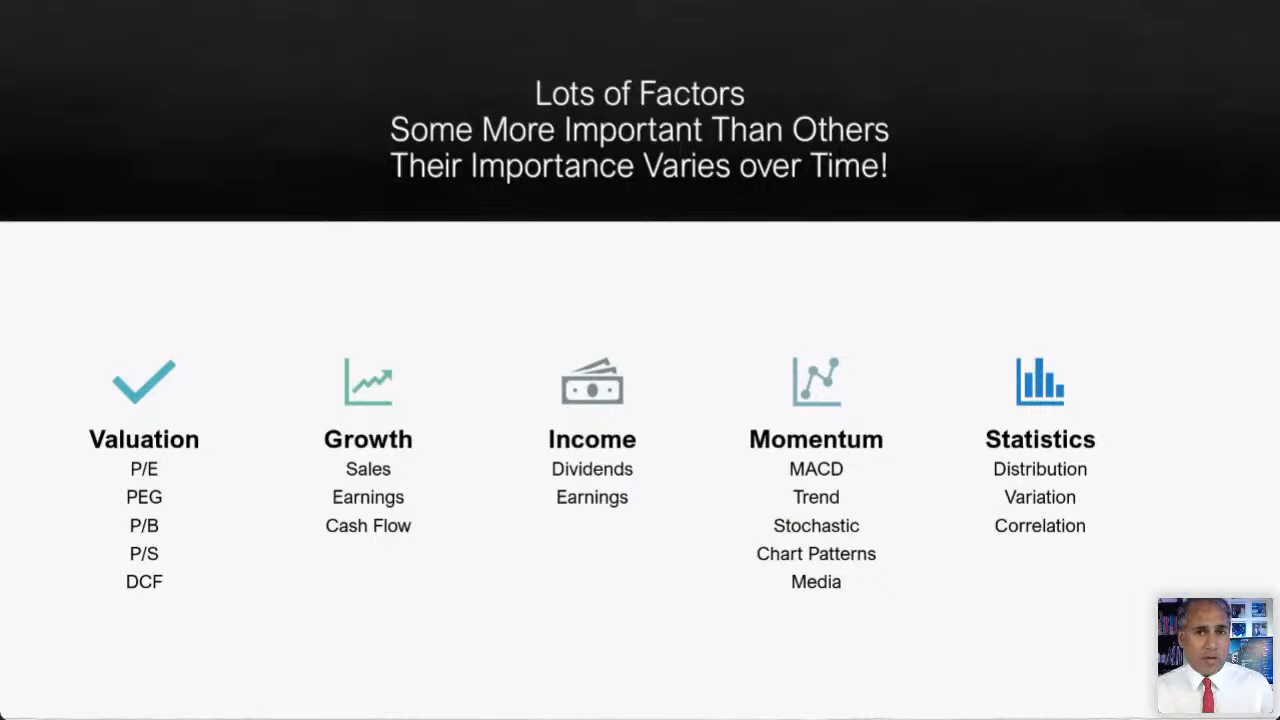 Lots of Factors
Some More Important Than Others
Their Importance Varies over Time!
Valuation
P/E
PEG
P/B
P/S
DCF
Growth
Sales
Earnings
Cash Flow
Income
Dividends
Earnings
Momentum
MACD
Trend
Stochastic
Chart Patterns
Media
Statistics
Distribution
Variation
Correlation